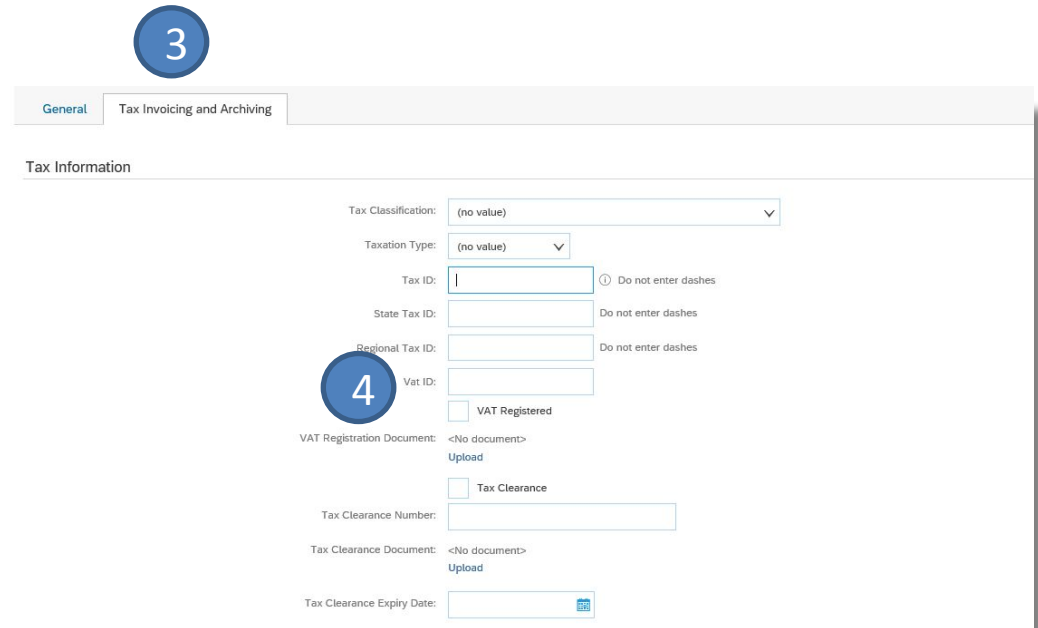 3
General Tax Invoicing and Archiving
Tax Information
Tax Classification: (no value)
Taxation Type: (no value)
Tax ID: Do not enter dashes
State Tax ID: Do not enter dashes
Regional Tax ID: Do not enter dashes
4 Vat ID:
VAT Registered
VAT Registration Document: <No document>
Upload
Tax Clearance
Tax Clearance Number:
Tax Clearance Document: <No document>
Upload
Tax Clearance Expiry Date: